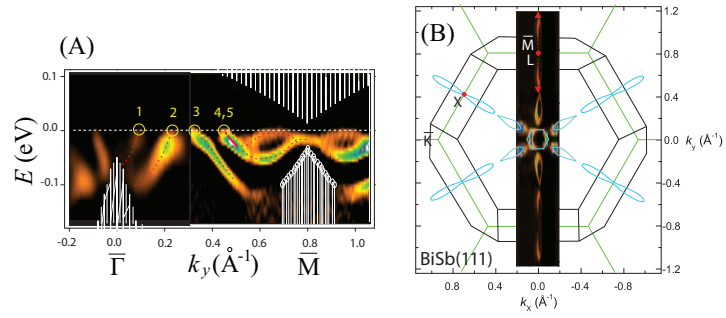 (A)
0.1
0.0
-0.1
E (eV)
1
2
3
4,5
-0.2
0.0
0.2
0.4
0.6
0.8
1.0
Γ̅
k_y(Å⁻¹)
M̅
(B)
M̅
L
X
K̅
BiSb(111)
1.2
0.8
0.4
0.0
-0.4
-0.8
-1.2
k_y (Å⁻¹)
0.8
0.4
0.0
-0.4
-0.8
k_x (Å⁻¹)